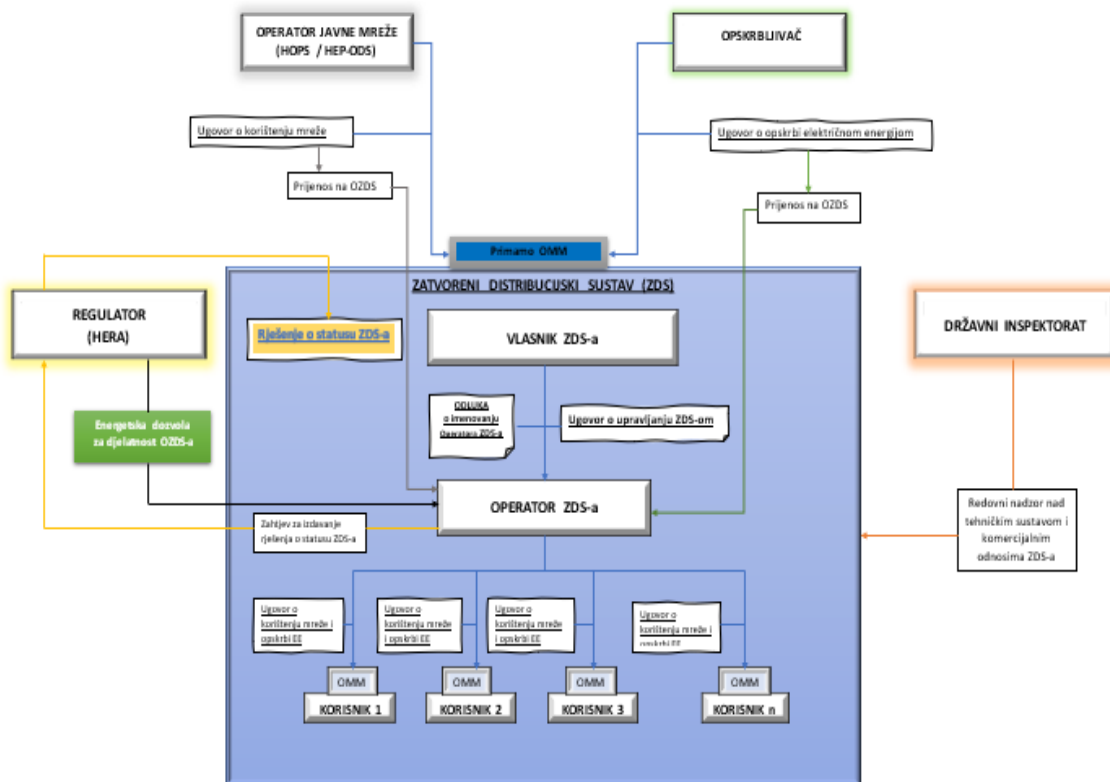 OPERATOR JAVNE MREŽE
(HOPS / HEP-ODS)
OPSKRBLJIVAČ
Ugovor o korištenju mreže
Ugovor o opskrbi električnom energijom
Prijenos na OZDS
Prijenos na OZDS
Primamo OMM
ZATVORENI DISTRIBUCUSKI SUSTAV (ZDS)
REGULATOR
(HERA)
Rješenje o statusu ZDS-a
VLASNIK ZDS-a
DRŽAVNI INSPEKTORAT
Energetska dozvola
za djelatnost OZDS-a
ODLUKA
o imenovanju
Operatora ZDS-a
Ugovor o upravljanju ZDS-om
OPERATOR ZDS-a
Zahtjev za izdavanje
rješenja o statusu ZDS-a
Redovni nadzor nad
tehničkim sustavom i
komercijalnim
odnosima ZDS-a
Ugovor o
korištenju mreže i
opskrbi EE
Ugovor o
korištenju mreže i
opskrbi EE
Ugovor o
korištenju mreže i
opskrbi EE
Ugovor o
korištenju mreže i
opskrbi EE
OMM
OMM
OMM
OMM
KORISNIK 1
KORISNIK 2
KORISNIK 3
KORISNIK n